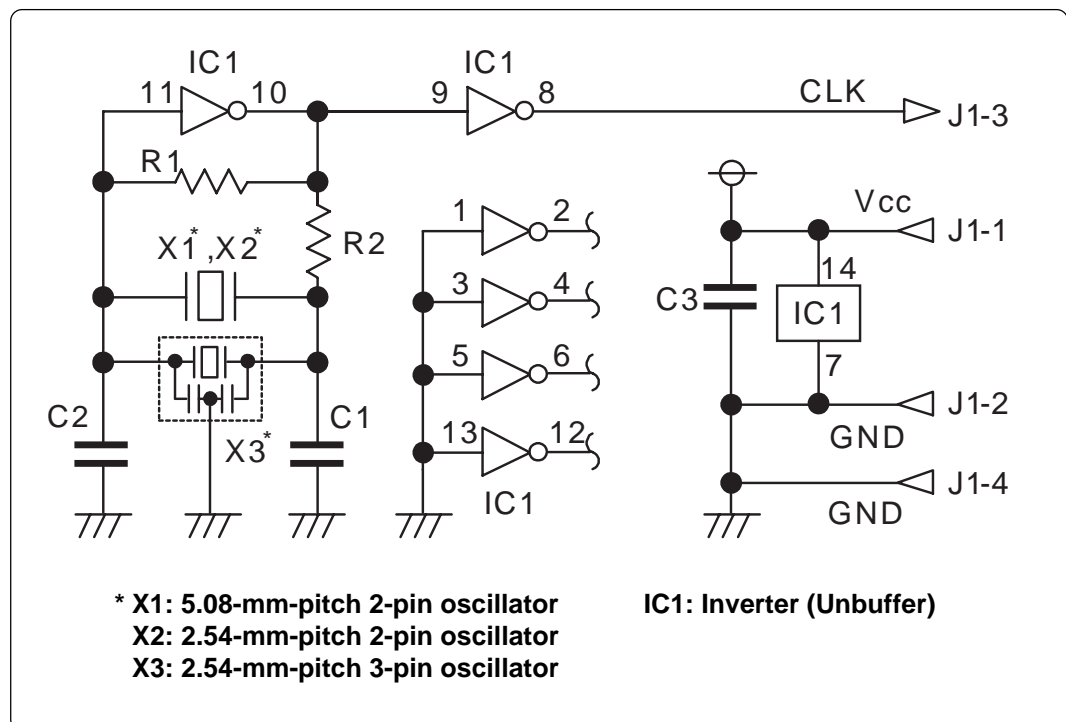 IC1 IC1
11 10 9 8 CLK J1-3
R1
1 2 Vcc J1-1
X1*,X2* R2
3 4 C3 14
IC1
5 6 7
C2 C1 J1-2
X3* 13 12 GND
IC1 J1-4
GND
* X1: 5.08-mm-pitch 2-pin oscillator IC1: Inverter (Unbuffer)
X2: 2.54-mm-pitch 2-pin oscillator
X3: 2.54-mm-pitch 3-pin oscillator